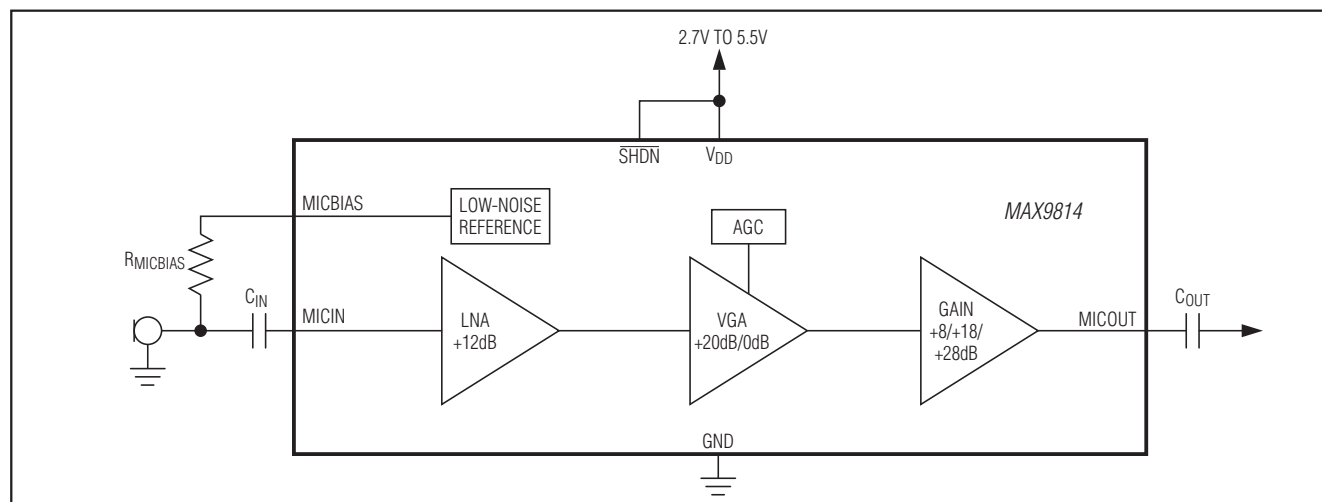 2.7V TO 5.5V
SHDN
VDD
MICBIAS
LOW-NOISE
REFERENCE
MAX9814
AGC
RMICBIAS
CIN
MICIN
LNA
+12dB
VGA
+20dB/0dB
GAIN
+8/+18/
+28dB
MICOUT
COUT
GND